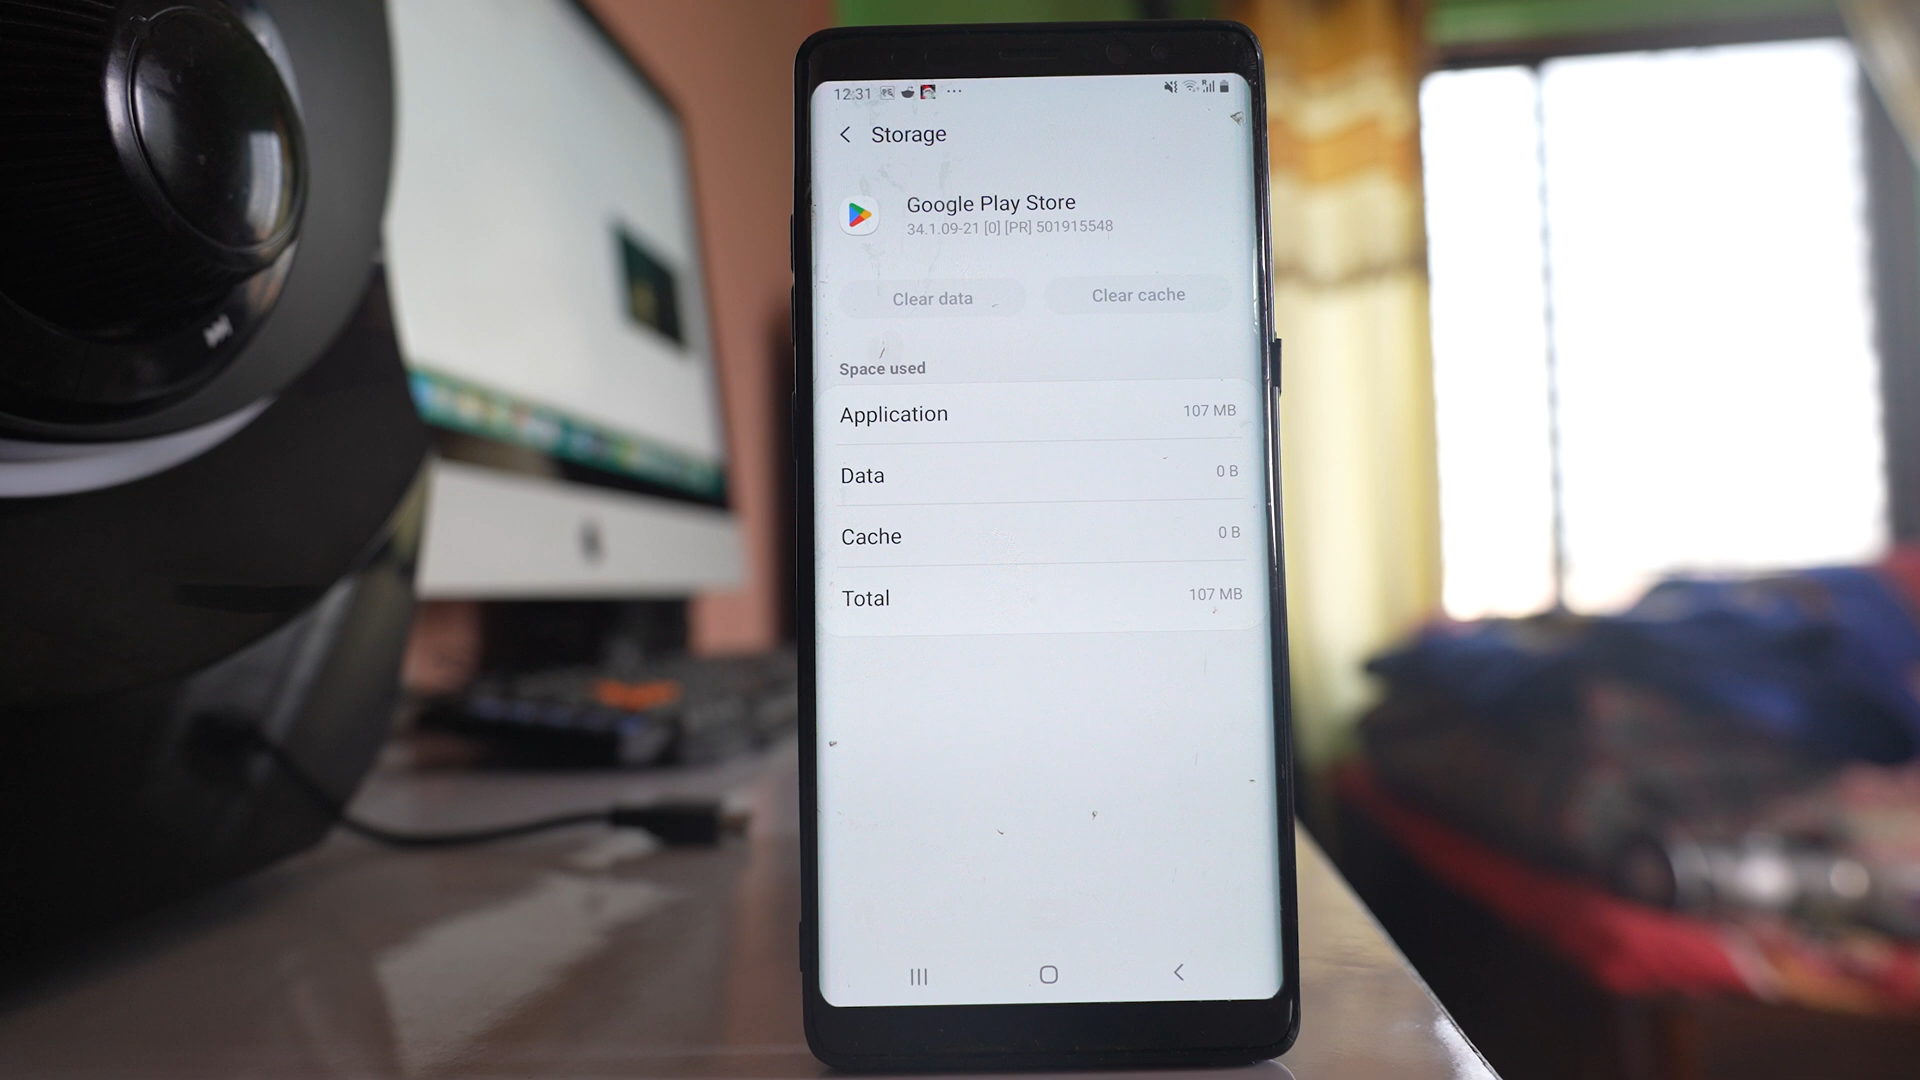 12:31
Storage
Google Play Store
34.1.09-21 [0] [PR] 501915548
Clear data
Clear cache
Space used
Application 107 MB
Data 0 B
Cache 0 B
Total 107 MB